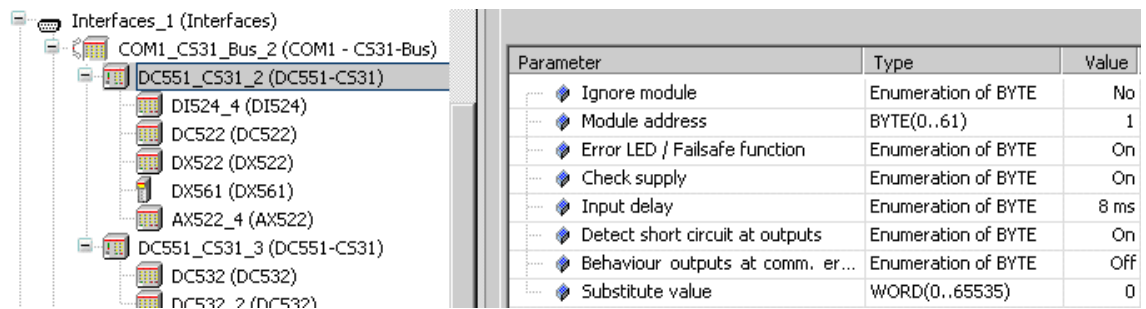 Interfaces_1 (Interfaces)
COM1_CS31_Bus_2 (COM1 - CS31-Bus)
DC551_CS31_2 (DC551-CS31)
DI524_4 (DI524)
DC522 (DC522)
DX522 (DX522)
DX561 (DX561)
AX522_4 (AX522)
DC551_CS31_3 (DC551-CS31)
DC532 (DC532)
DC532_2 (DC532)
Parameter Type Value
Ignore module Enumeration of BYTE No
Module address BYTE(0..61) 1
Error LED / Failsafe function Enumeration of BYTE On
Check supply Enumeration of BYTE On
Input delay Enumeration of BYTE 8 ms
Detect short circuit at outputs Enumeration of BYTE On
Behaviour outputs at comm. er... Enumeration of BYTE Off
Substitute value WORD(0..65535) 0